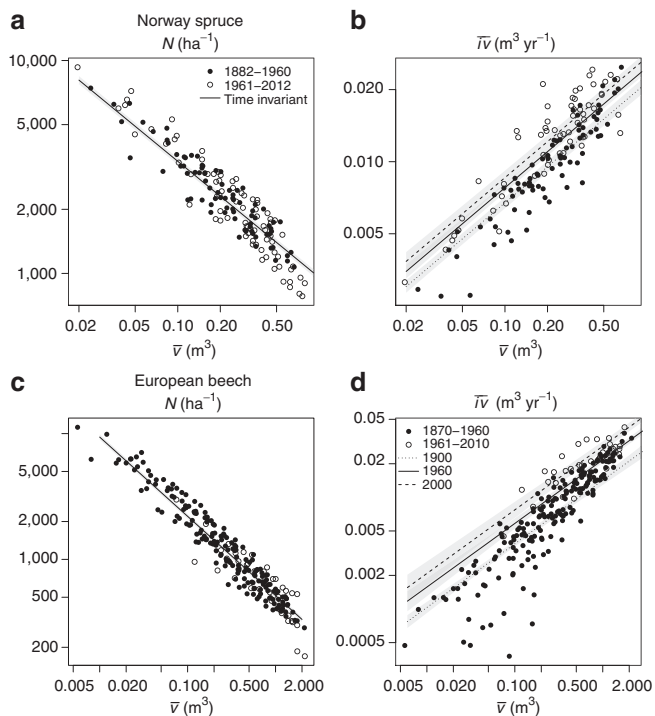 a
Norway spruce
N (ha⁻¹)
10,000
5,000
2,000
1,000
1882–1960
1961–2012
Time invariant
0.02 0.05 0.10 0.20 0.50
v̅ (m³)
b
i̅v̅ (m³ yr⁻¹)
0.020
0.010
0.005
0.02 0.05 0.10 0.20 0.50
v̅ (m³)
c
European beech
N (ha⁻¹)
5,000
2,000
1,000
500
200
0.005 0.020 0.100 0.500 2.000
v̅ (m³)
d
i̅v̅ (m³ yr⁻¹)
0.05
0.02
0.005
0.002
0.0005
1870–1960
1961–2010
1900
1960
2000
0.005 0.020 0.100 0.500 2.000
v̅ (m³)